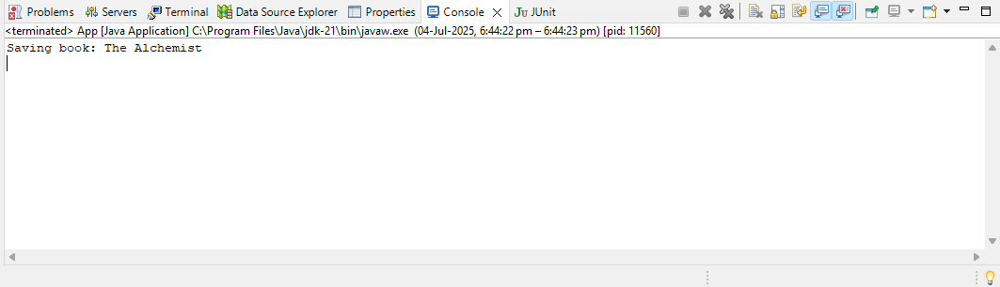 Problems Servers Terminal Data Source Explorer Properties Console JUnit
<terminated> App [Java Application] C:\Program Files\Java\jdk-21\bin\javaw.exe (04-Jul-2025, 6:44:22 pm – 6:44:23 pm) [pid: 11560]
Saving book: The Alchemist